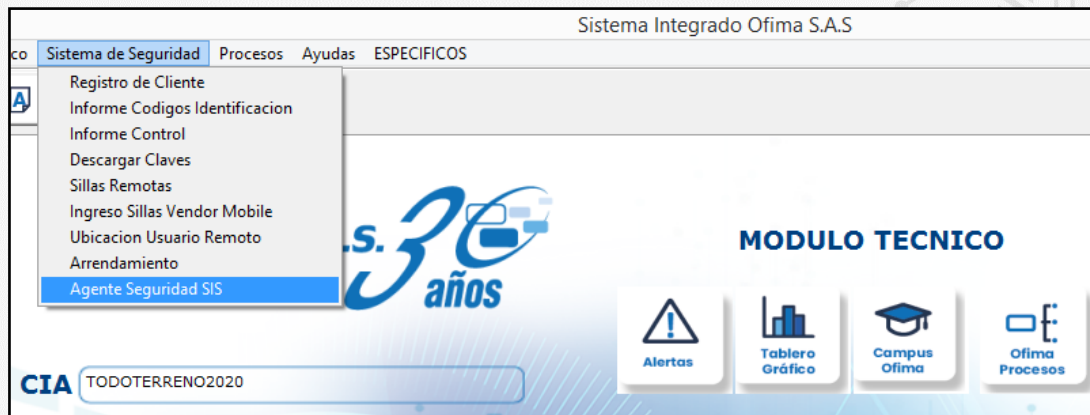 Sistema Integrado Ofima S.A.S
co Sistema de Seguridad Procesos Ayudas ESPECIFICOS
A
Registro de Cliente
Informe Codigos Identificacion
Informe Control
Descargar Claves
Sillas Remotas
Ingreso Sillas Vendor Mobile
Ubicacion Usuario Remoto
Arrendamiento
Agente Seguridad SIS
.S. 30
años
MODULO TECNICO
Alertas
Tablero
Gráfico
Campus
Ofima
Ofima
Procesos
CIA TODOTERRENO2020